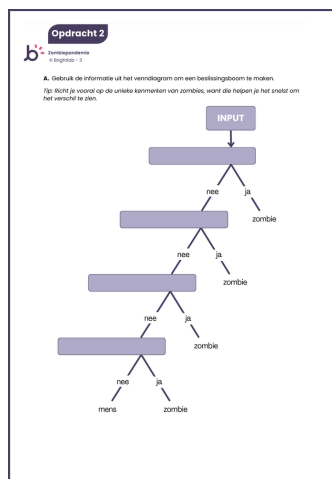 Opdracht 2
b
Zombiepandemie
© Brightlab - 3
A. Gebruik de informatie uit het venndiagram om een beslissingsboom te maken.
Tip: Richt je vooral op de unieke kenmerken van zombies, want die helpen je het snelst om
het verschil te zien.
INPUT
nee
ja
zombie
nee
ja
zombie
nee
ja
zombie
nee
ja
mens
zombie